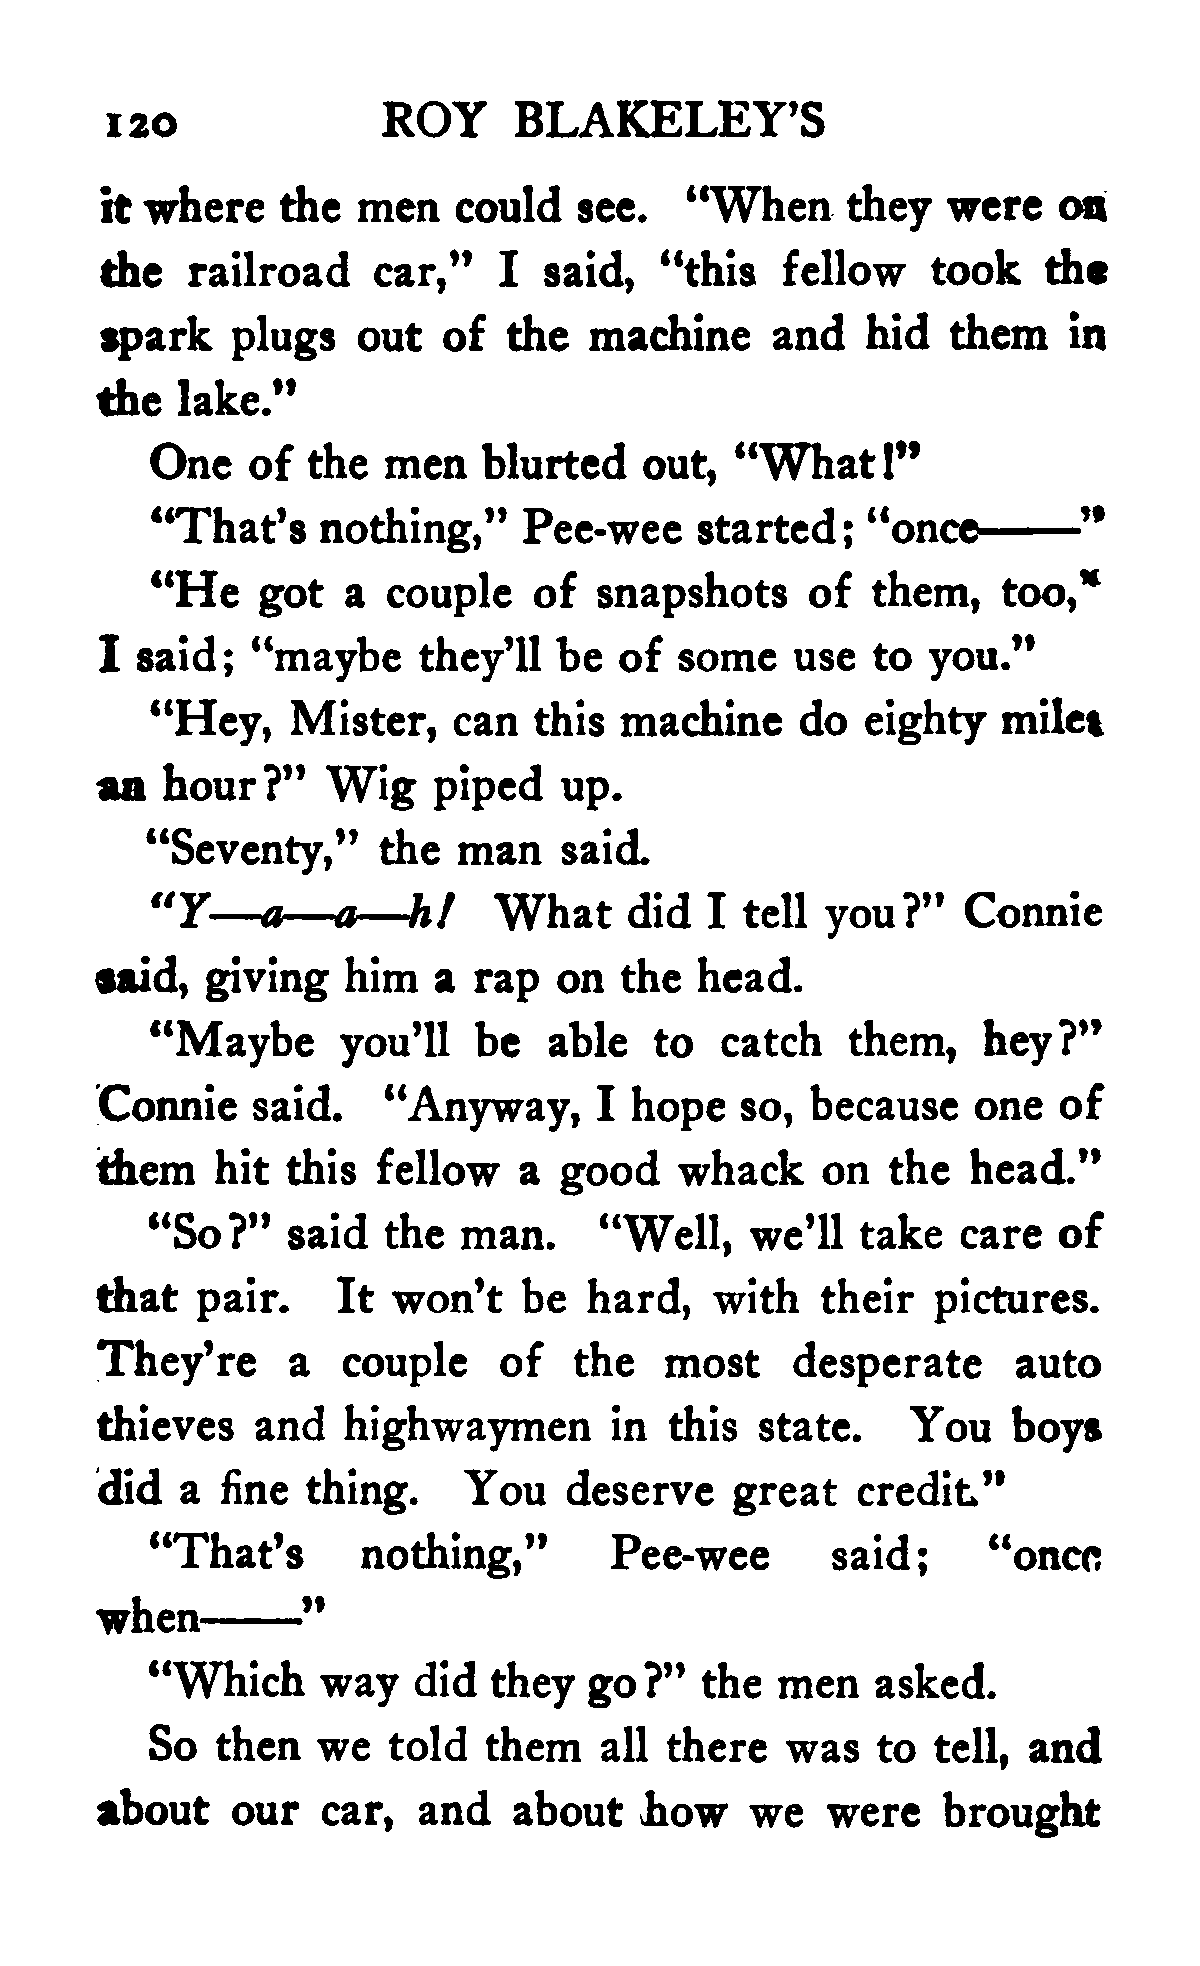 120 ROY BLAKELEY'S
it where the men could see. “When they were on
the railroad car,” I said, “this fellow took the
spark plugs out of the machine and hid them in
the lake.”
One of the men blurted out, “What!”
“That’s nothing,” Pee-wee started; “once——”
“He got a couple of snapshots of them, too,”
I said; “maybe they’ll be of some use to you.”
“Hey, Mister, can this machine do eighty miles
an hour?” Wig piped up.
“Seventy,” the man said.
“Y—a—a—h! What did I tell you?” Connie
said, giving him a rap on the head.
“Maybe you’ll be able to catch them, hey?”
Connie said. “Anyway, I hope so, because one of
them hit this fellow a good whack on the head.”
“So?” said the man. “Well, we’ll take care of
that pair. It won’t be hard, with their pictures.
They’re a couple of the most desperate auto
thieves and highwaymen in this state. You boys
did a fine thing. You deserve great credit.”
“That’s nothing,” Pee-wee said; “once
when——”
“Which way did they go?” the men asked.
So then we told them all there was to tell, and
about our car, and about how we were brought